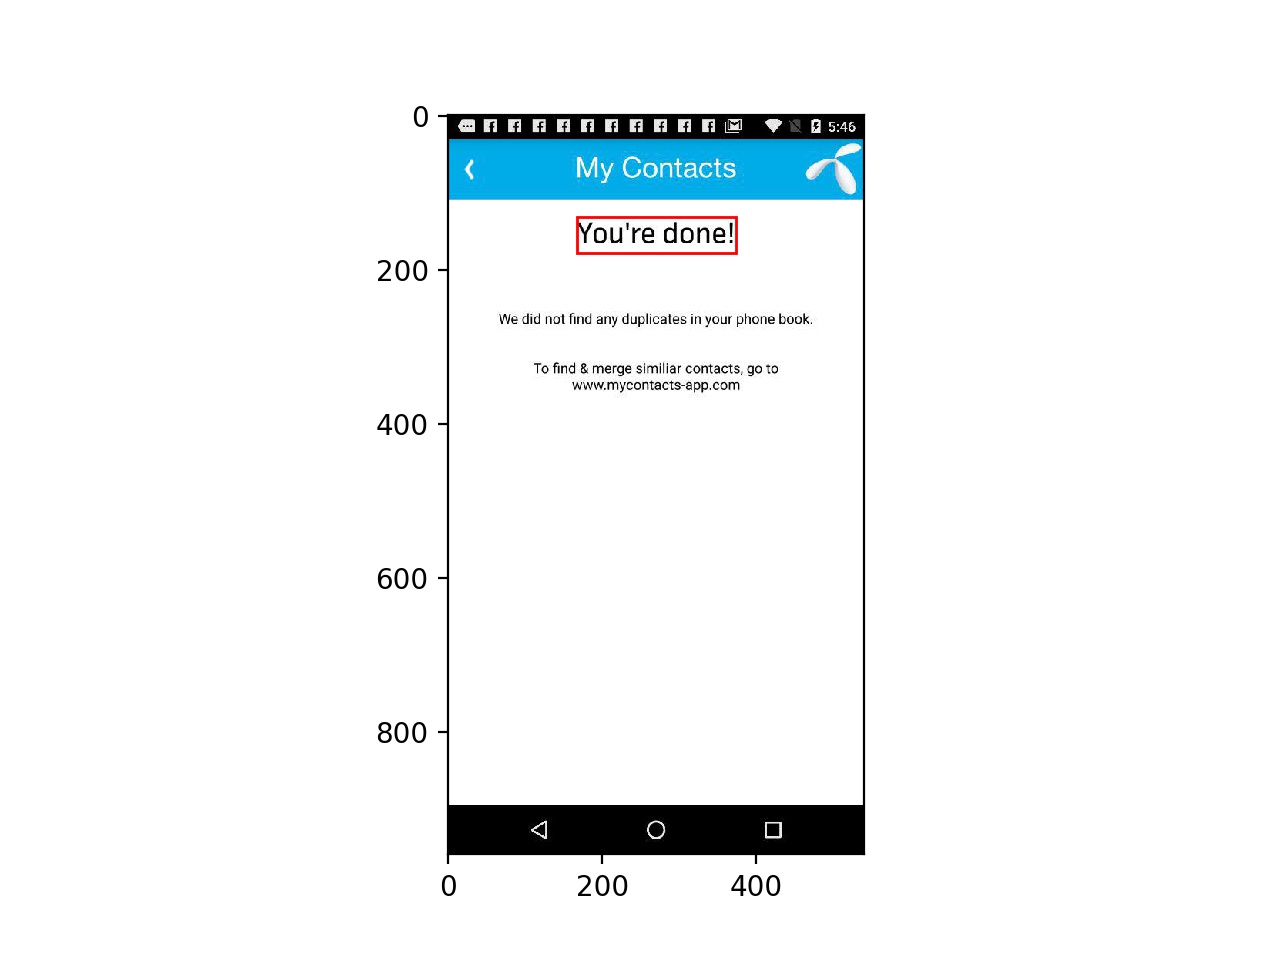 0
5:46
My Contacts
You're done!
200
We did not find any duplicates in your phone book.
To find & merge similiar contacts, go to
www.mycontacts-app.com
400
600
800
0 200 400